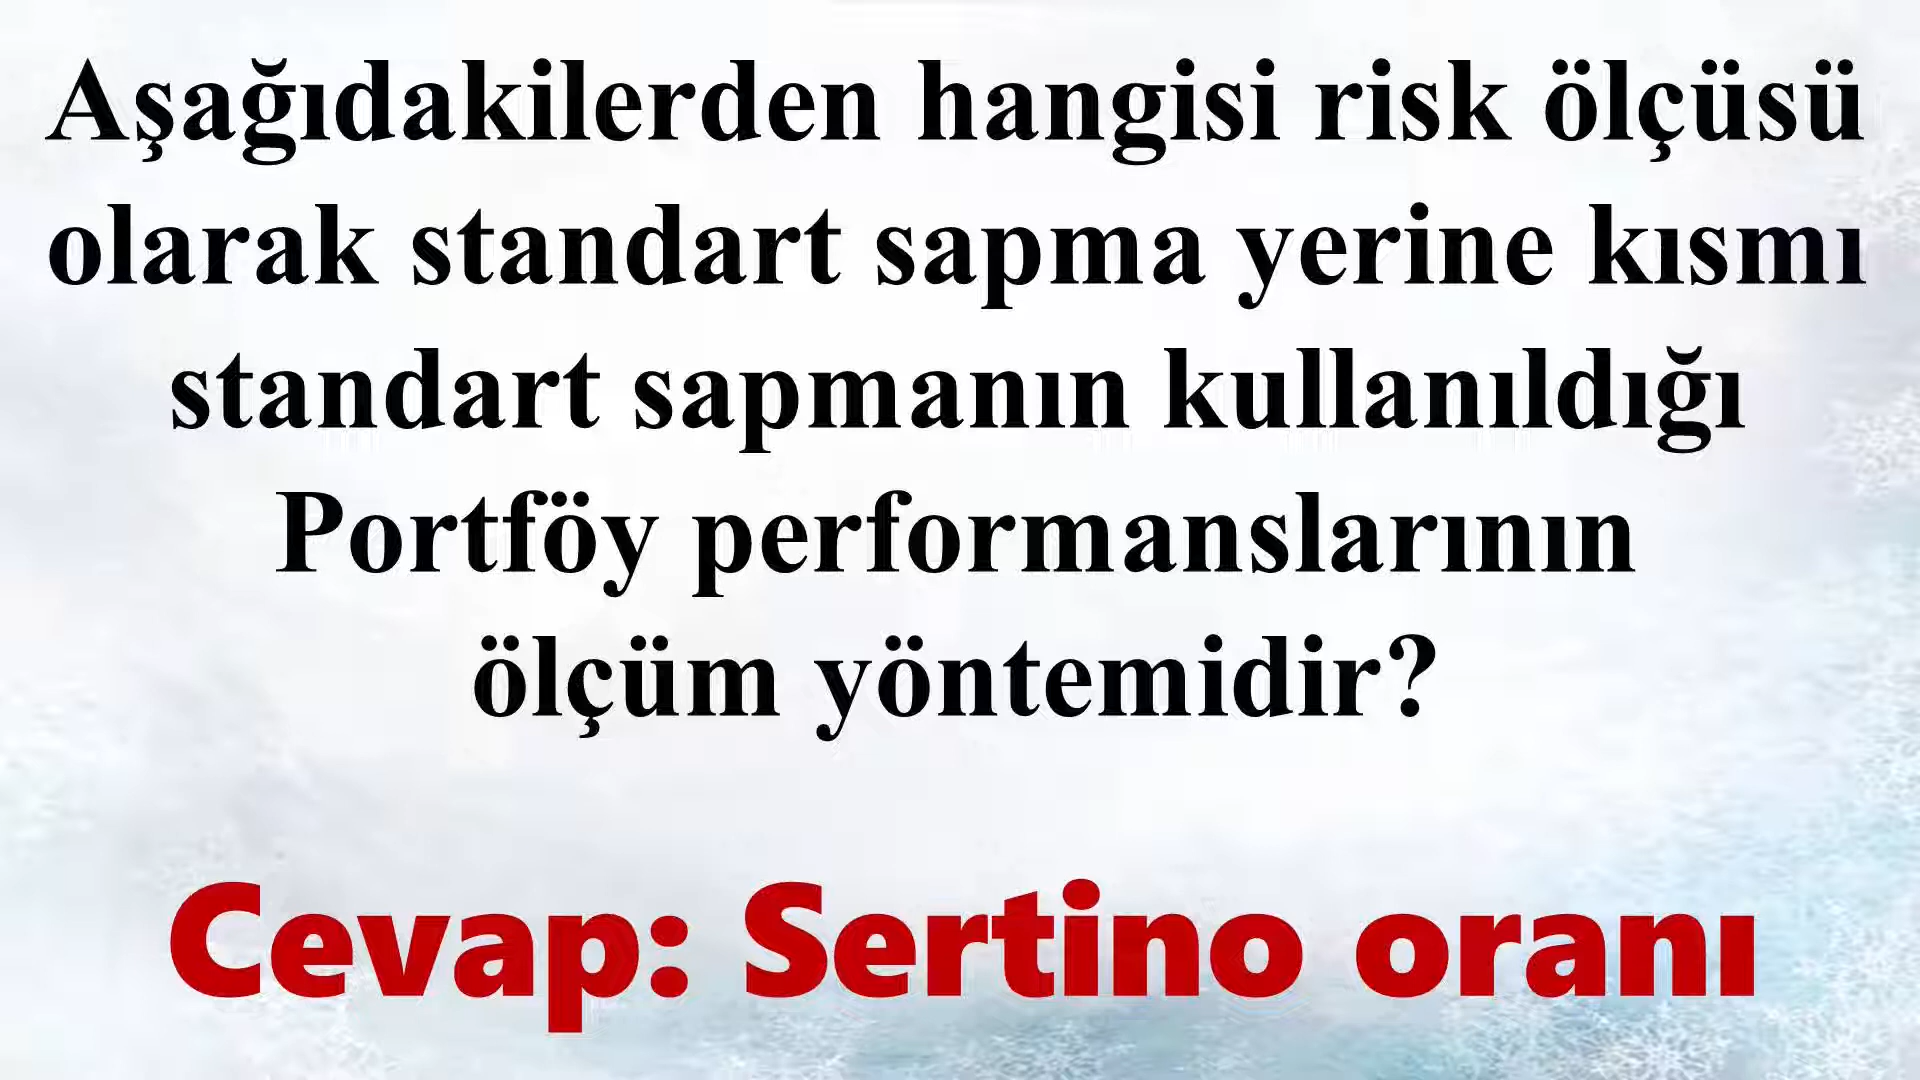 Aşağıdakilerden hangisi risk ölçüsü
olarak standart sapma yerine kısmı
standart sapmanın kullanıldığı
Portföy performanslarının
ölçüm yöntemidir?
Cevap: Sertino oranı